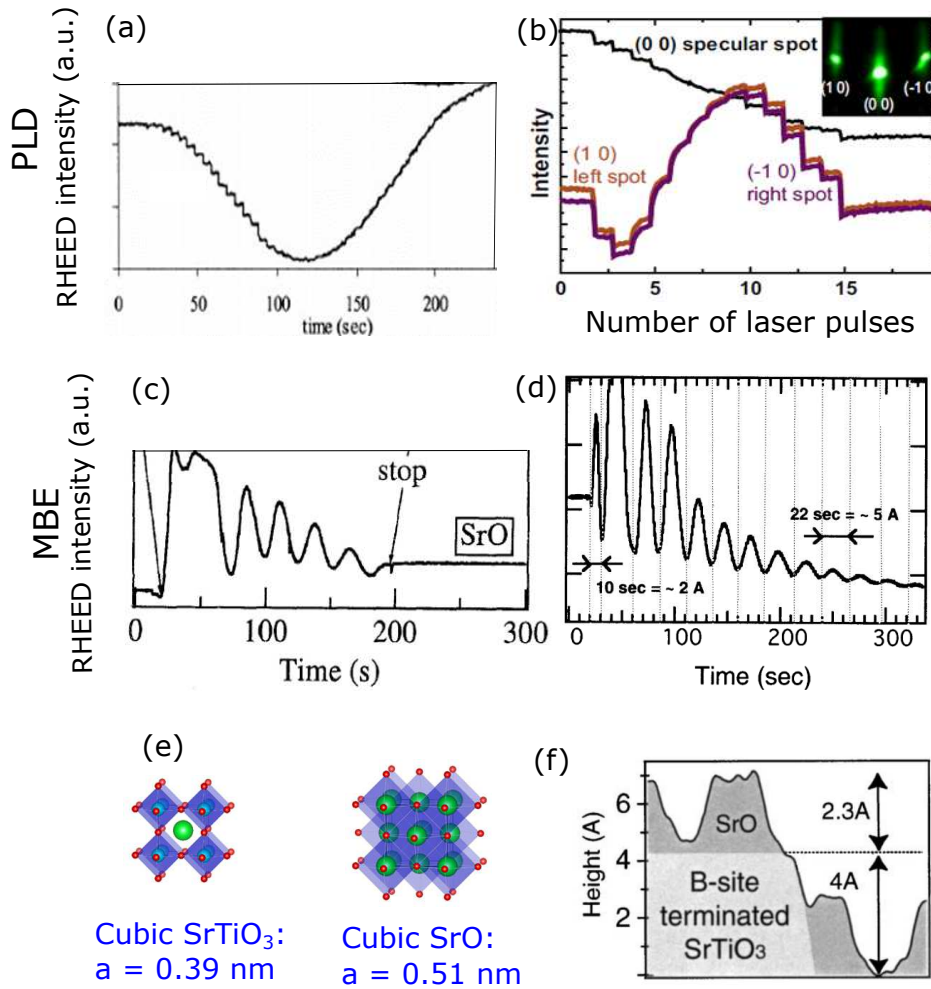 (a)
PLD
RHEED intensity (a.u.)
0 50 100 150 200
time (sec)
(b)
(0 0) specular spot
(1 0)
(0 0)
(-1 0)
Intensity
(1 0)
left spot
(-1 0)
right spot
0 5 10 15
Number of laser pulses
(c)
MBE
RHEED intensity (a.u.)
stop
SrO
0 100 200 300
Time (s)
(d)
22 sec = ~ 5 A
10 sec = ~ 2 A
0 100 200 300
Time (sec)
(e)
Cubic SrTiO₃:
a = 0.39 nm
Cubic SrO:
a = 0.51 nm
(f)
Height (A)
6
4
2
SrO
2.3A
4A
B-site
terminated
SrTiO₃